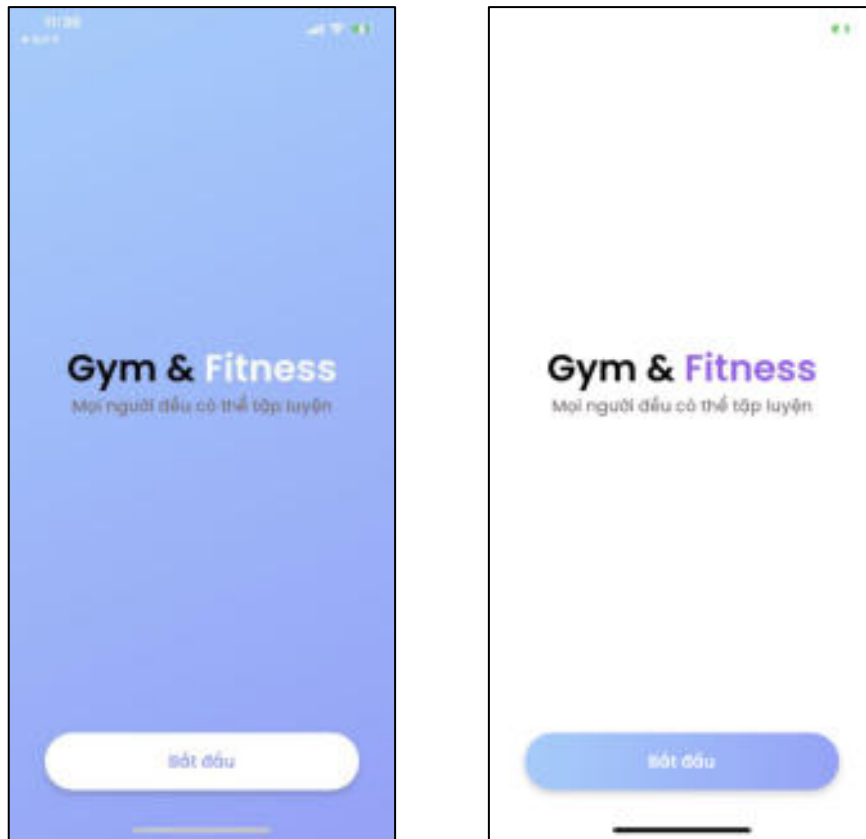 Gym & Fitness
Mọi người đều có thể tập luyện
Bắt đầu
Gym & Fitness
Mọi người đều có thể tập luyện
Bắt đầu